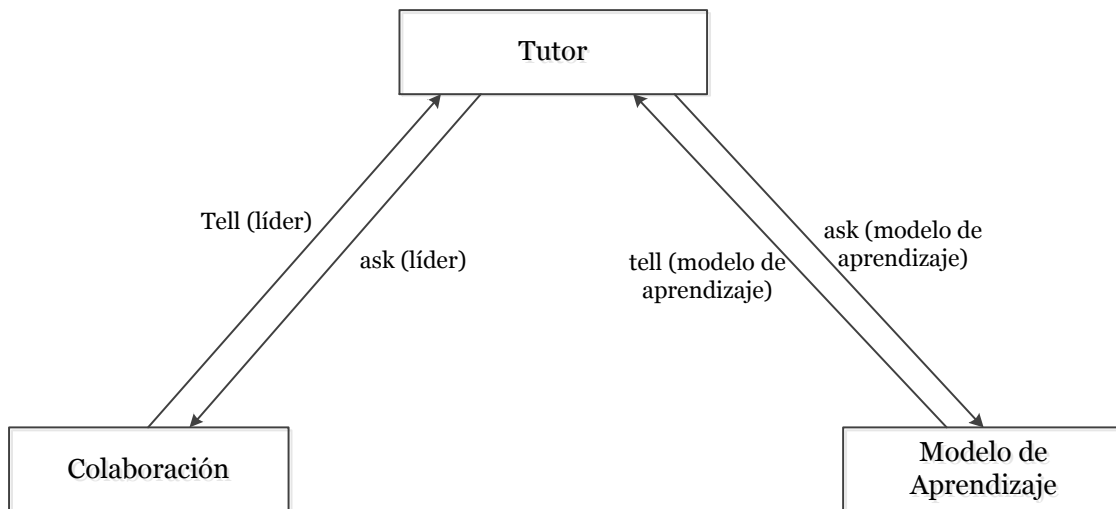 Tutor
Tell (líder)
ask (líder)
ask (modelo de
aprendizaje)
tell (modelo de
aprendizaje)
Colaboración
Modelo de
Aprendizaje